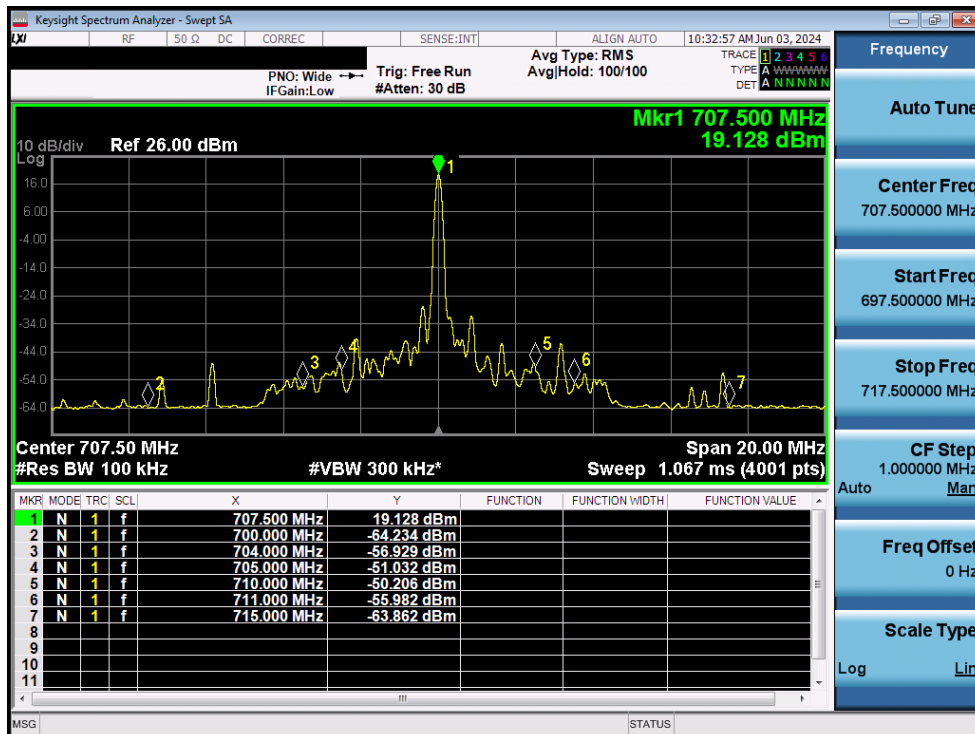 Keysight Spectrum Analyzer - Swept SA
LXI RF 50 Ω DC CORREC SENSE:INT ALIGN AUTO 10:32:57 AM Jun 03, 2024
PNO: Wide Trig: Free Run Avg Type: RMS TRACE 1 2 3 4 5 6
IFGain:Low #Atten: 30 dB Avg|Hold: 100/100 TYPE A WWWWW
DET A N N N N N
Mkr1 707.500 MHz
19.128 dBm
10 dB/div Ref 26.00 dBm
Log
16.0
6.00
-4.00
-14.0
-24.0
-34.0
-44.0
-54.0
-64.0
1
2
3
4
5
6
7
Center 707.50 MHz Span 20.00 MHz
#Res BW 100 kHz #VBW 300 kHz* Sweep 1.067 ms (4001 pts)
MKR MODE TRC SCL X Y FUNCTION FUNCTION WIDTH FUNCTION VALUE
1 N 1 f 707.500 MHz 19.128 dBm
2 N 1 f 700.000 MHz -64.234 dBm
3 N 1 f 704.000 MHz -56.929 dBm
4 N 1 f 705.000 MHz -51.032 dBm
5 N 1 f 710.000 MHz -50.206 dBm
6 N 1 f 711.000 MHz -55.982 dBm
7 N 1 f 715.000 MHz -63.862 dBm
8
9
10
11
MSG STATUS
Frequency
Auto Tune
Center Freq
707.500000 MHz
Start Freq
697.500000 MHz
Stop Freq
717.500000 MHz
CF Step
1.000000 MHz
Auto Man
Freq Offset
0 Hz
Scale Type
Log Lin